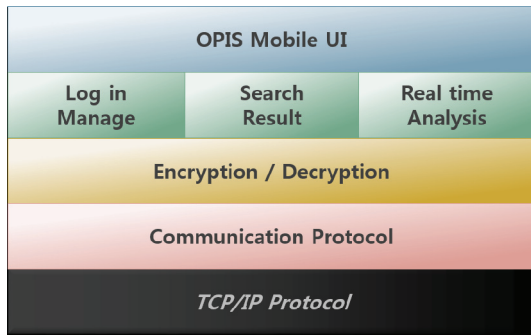 OPIS Mobile UI
Log in
Manage
Search
Result
Real time
Analysis
Encryption / Decryption
Communication Protocol
TCP/IP Protocol